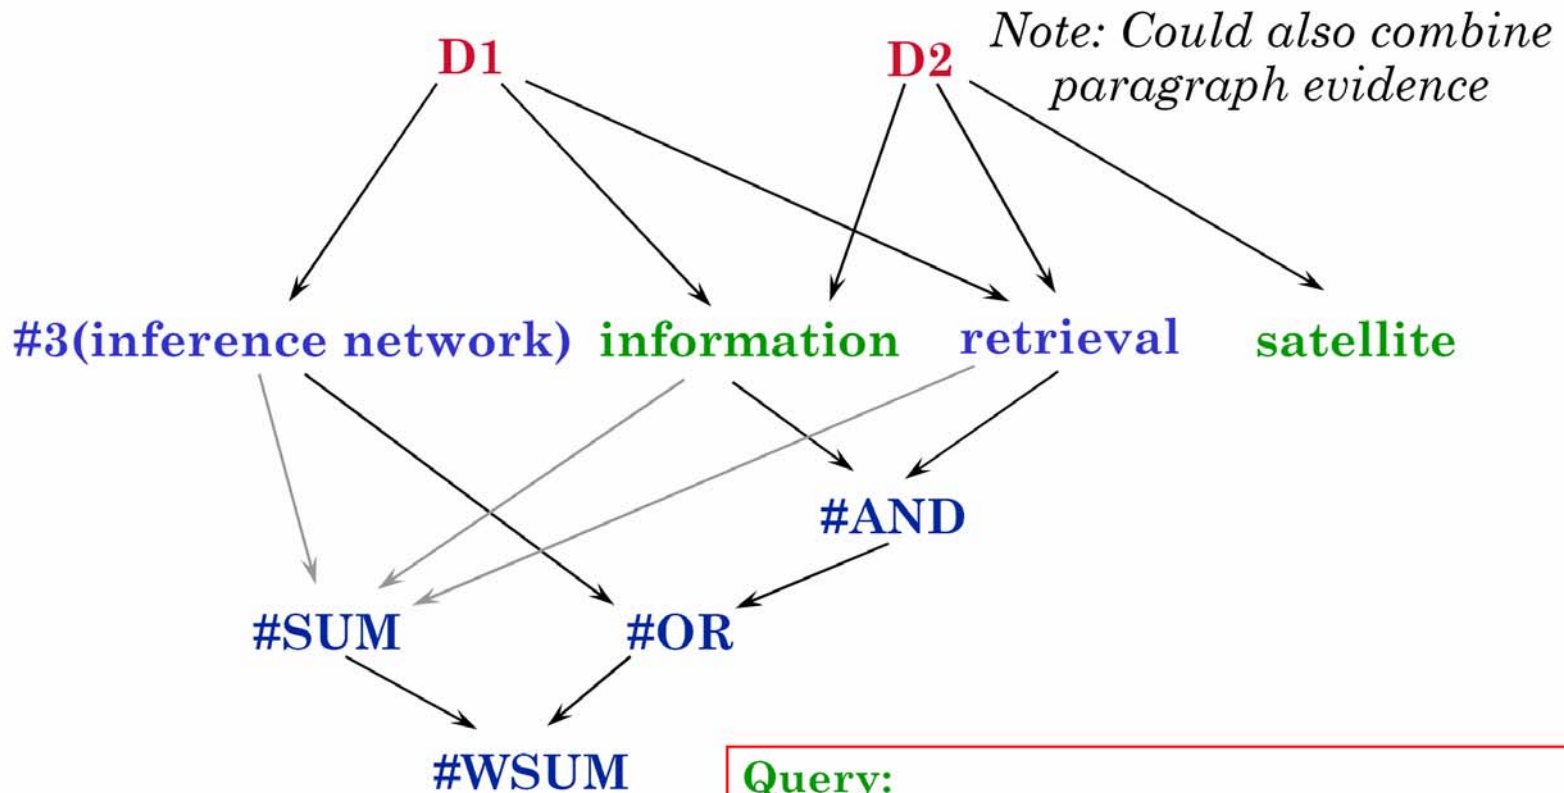 D1 D2 Note: Could also combine
paragraph evidence
#3(inference network) information retrieval satellite
#AND
#SUM #OR
#WSUM
Query: